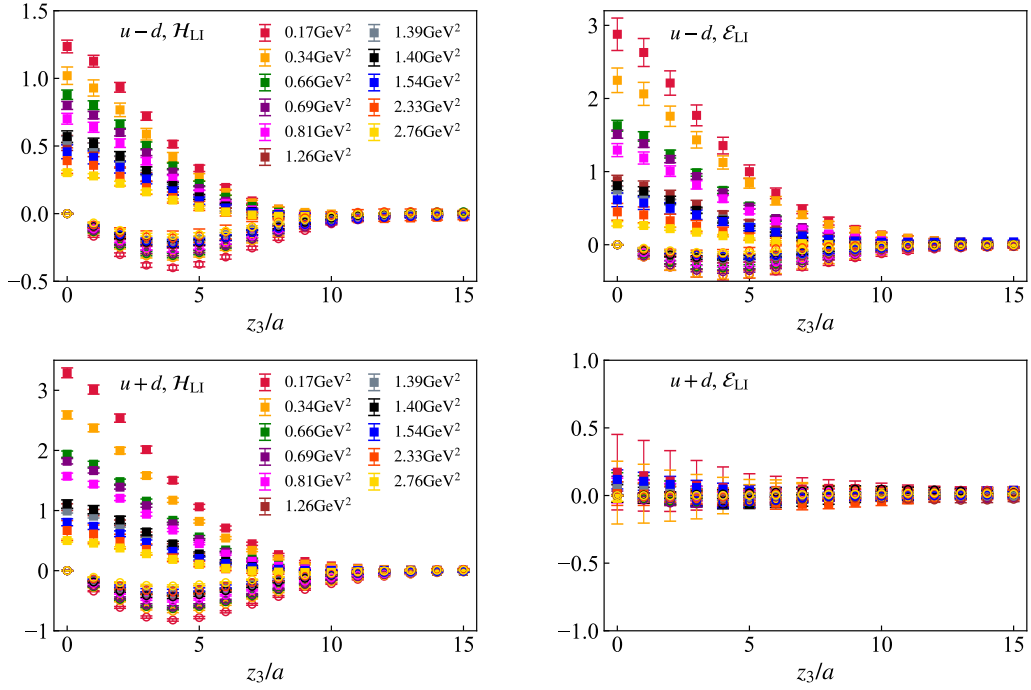 u − d, ℋ_LI
0.17GeV²
0.34GeV²
0.66GeV²
0.69GeV²
0.81GeV²
1.26GeV²
1.39GeV²
1.40GeV²
1.54GeV²
2.33GeV²
2.76GeV²
1.5
1.0
0.5
0.0
−0.5
0 5 10 15
z₃/a
u − d, ℰ_LI
3
2
1
0
0 5 10 15
z₃/a
u + d, ℋ_LI
0.17GeV²
0.34GeV²
0.66GeV²
0.69GeV²
0.81GeV²
1.26GeV²
1.39GeV²
1.40GeV²
1.54GeV²
2.33GeV²
2.76GeV²
3
2
1
0
−1
0 5 10 15
z₃/a
u + d, ℰ_LI
1.0
0.5
0.0
−0.5
−1.0
0 5 10 15
z₃/a